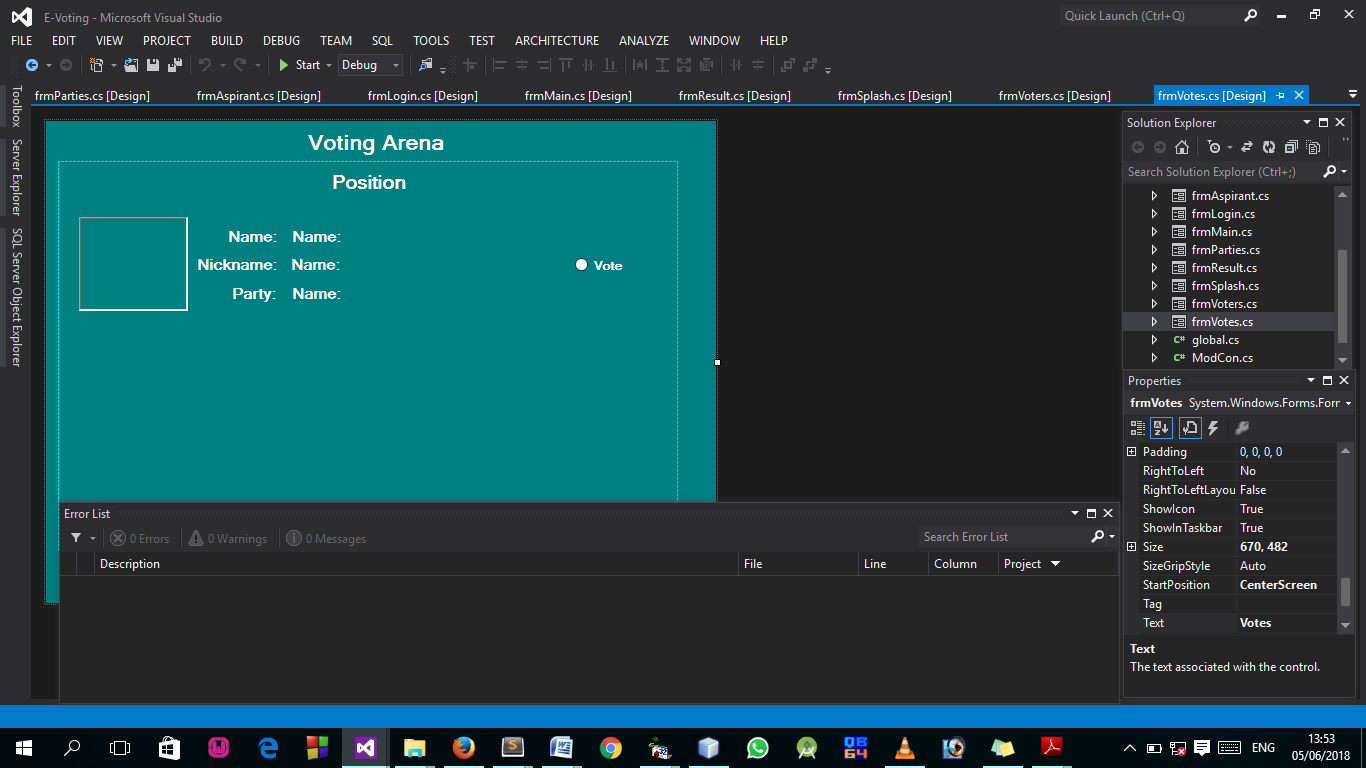 E-Voting - Microsoft Visual Studio
Quick Launch (Ctrl+Q)
FILE EDIT VIEW PROJECT BUILD DEBUG TEAM SQL TOOLS TEST ARCHITECTURE ANALYZE WINDOW HELP
Start Debug
frmParties.cs [Design] frmAspirant.cs [Design] frmLogin.cs [Design] frmMain.cs [Design] frmResult.cs [Design] frmSplash.cs [Design] frmVoters.cs [Design] frmVotes.cs [Design]
Toolbox
Server Explorer
SQL Server Object Explorer
Voting Arena
Position
Name: Name:
Nickname: Name:
Party: Name:
Vote
Solution Explorer
Search Solution Explorer (Ctrl+;)
frmAspirant.cs
frmLogin.cs
frmMain.cs
frmParties.cs
frmResult.cs
frmSplash.cs
frmVoters.cs
frmVotes.cs
C# global.cs
C# ModCon.cs
Properties
frmVotes System.Windows.Forms.Forr
Padding 0, 0, 0, 0
RightToLeft No
RightToLeftLayou False
ShowIcon True
ShowInTaskbar True
Size 670, 482
SizeGripStyle Auto
StartPosition CenterScreen
Tag
Text Votes
Text
The text associated with the control.
Error List
0 Errors 0 Warnings 0 Messages
Search Error List
Description File Line Column Project
QB
64
ENG
13:53
05/06/2018